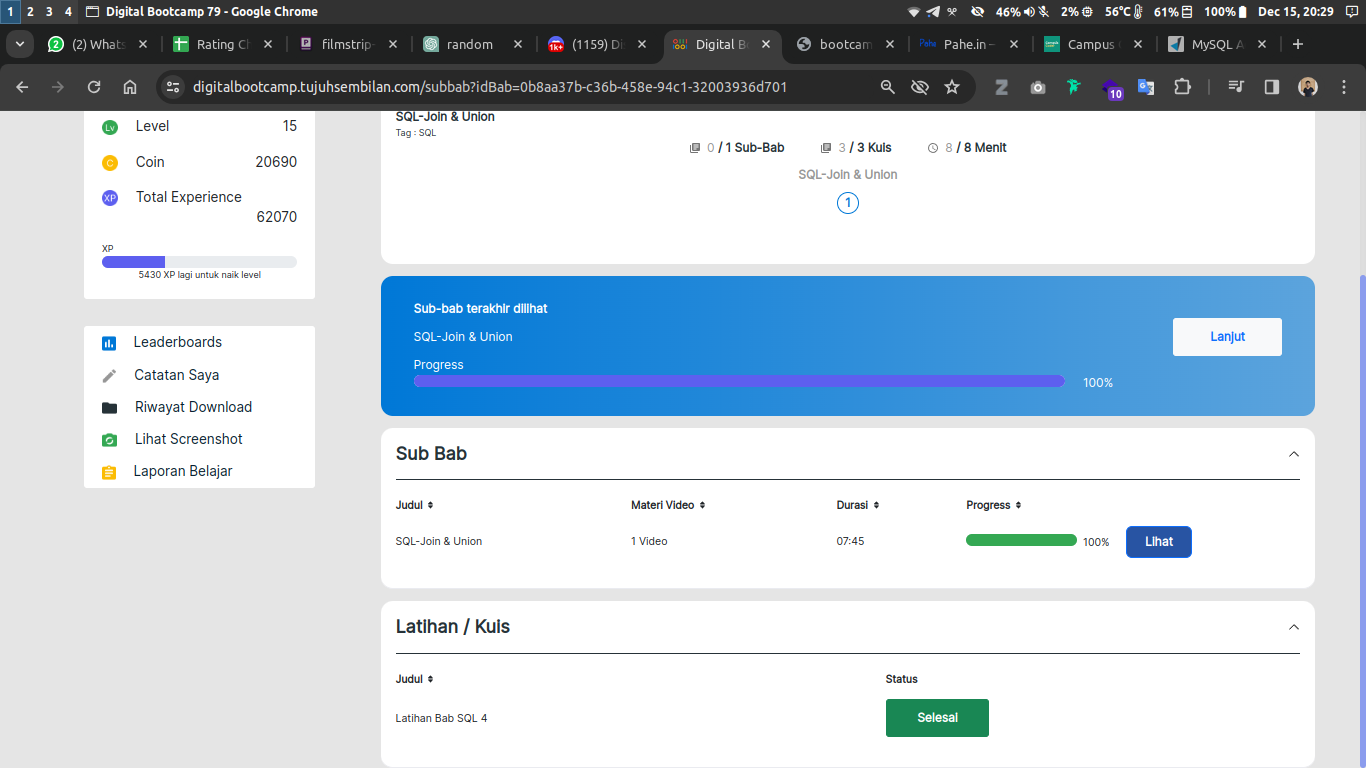 1 2 3 4 Digital Bootcamp 79 - Google Chrome 46% 2% 56°C 61% 100% Dec 15, 20:29
2 (2) Whats filmstrip- Rating Ch random 1k+ (1159) Di Digital Bo bootcam Pahe Pahe.in – Campus MySQL A
digitalbootcamp.tujuhsembilan.com/subbab?idBab=0b8aa37b-c36b-458e-94c1-32003936d701 10
Lv Level 15
C Coin 20690
XP Total Experience
62070
XP
5430 XP lagi untuk naik level
Leaderboards
Catatan Saya
Riwayat Download
Lihat Screenshot
Laporan Belajar
SQL-Join & Union
Tag : SQL
0 / 1 Sub-Bab 3 / 3 Kuis 8 / 8 Menit
SQL-Join & Union
1
Sub-bab terakhir dilihat
SQL-Join & Union
Lanjut
Progress
100%
Sub Bab
Judul Materi Video Durasi Progress
SQL-Join & Union 1 Video 07:45 100% Lihat
Latihan / Kuis
Judul Status
Latihan Bab SQL 4 Selesai